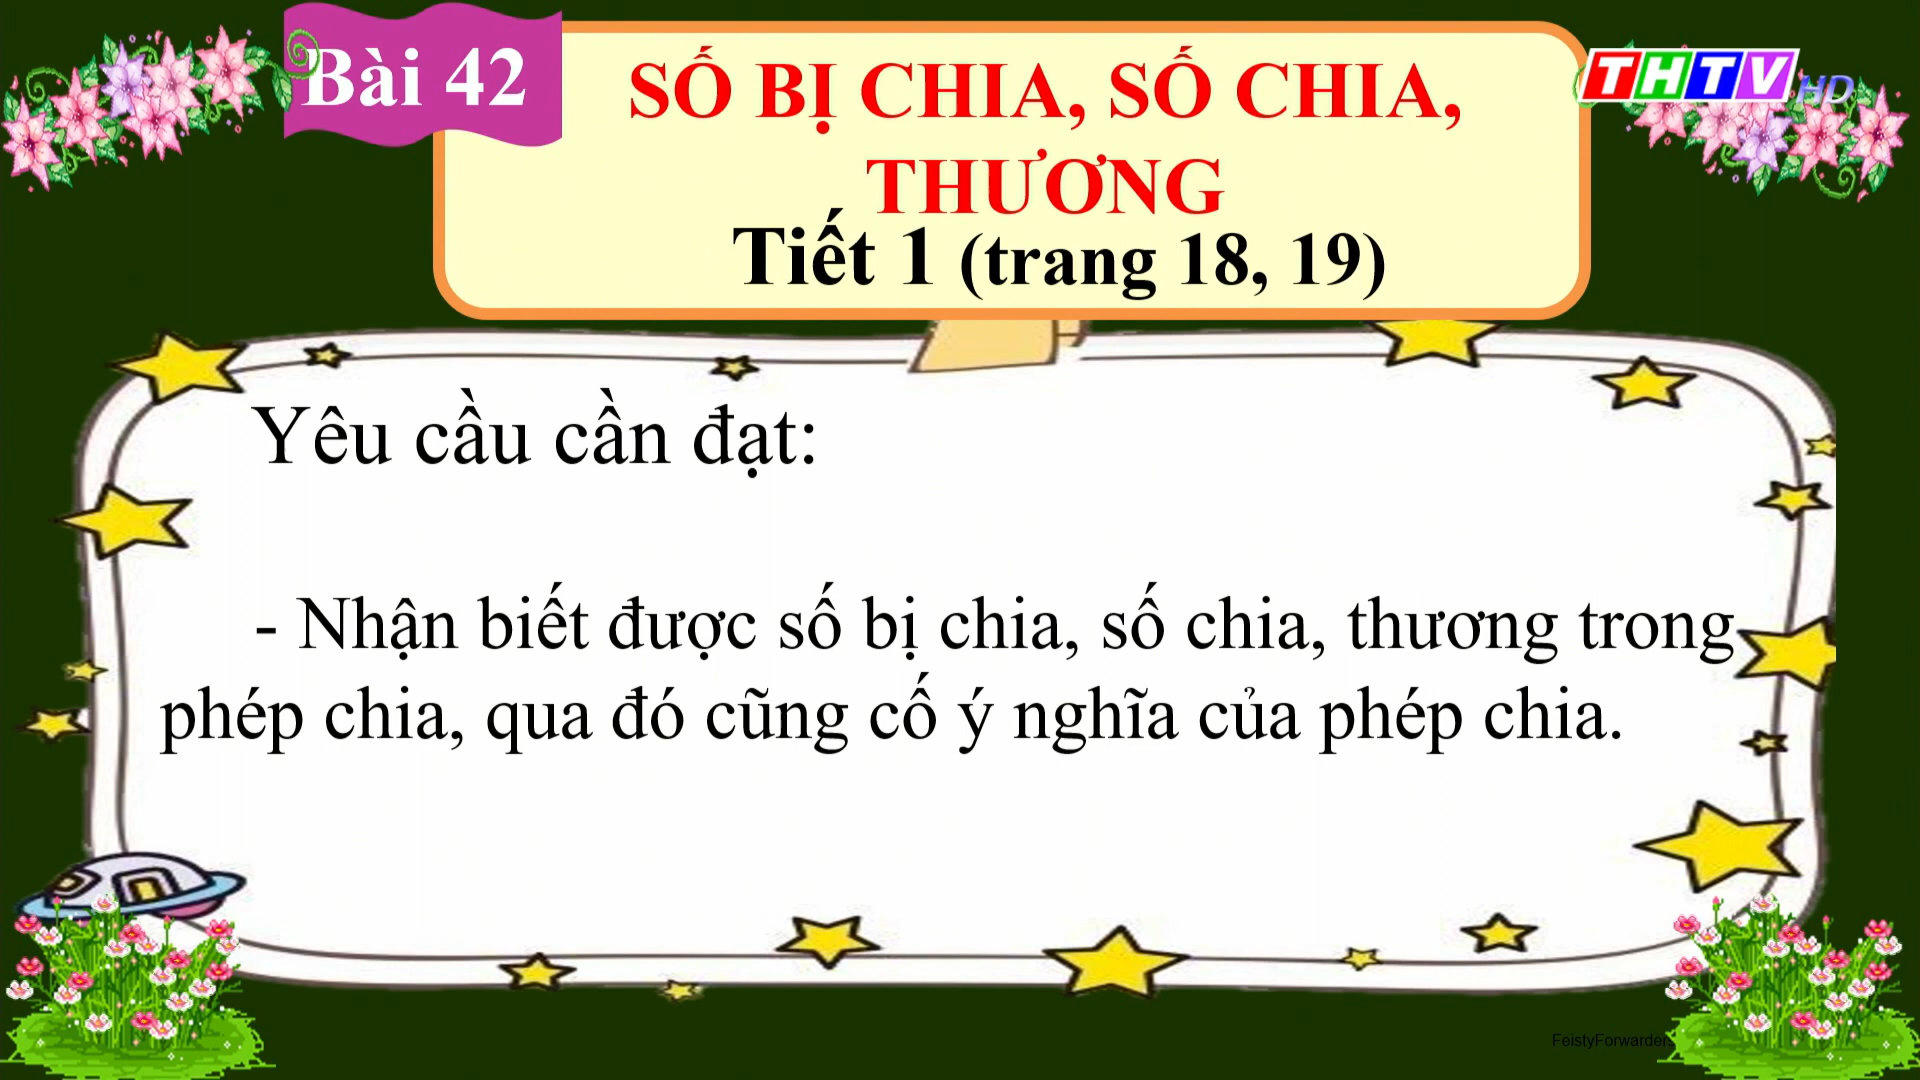 Bài 42
SỐ BỊ CHIA, SỐ CHIA,
THƯƠNG
Tiết 1 (trang 18, 19)
THTV HD
Yêu cầu cần đạt:
- Nhận biết được số bị chia, số chia, thương trong
phép chia, qua đó cũng cố ý nghĩa của phép chia.